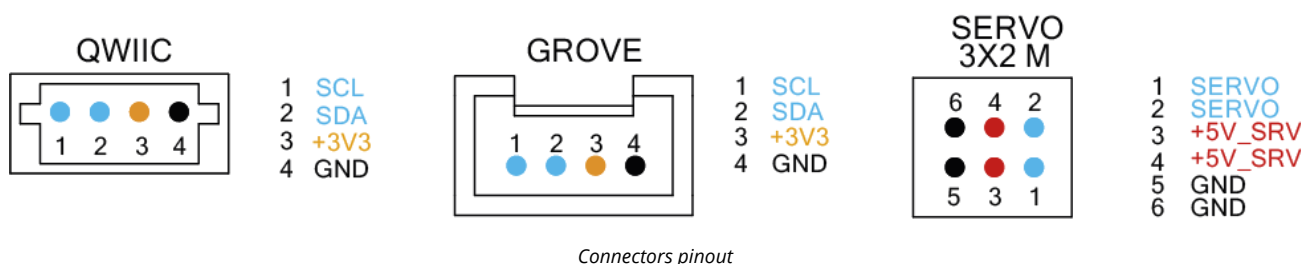 QWIIC
1 2 3 4
1 SCL
2 SDA
3 +3V3
4 GND
GROVE
1 2 3 4
1 SCL
2 SDA
3 +3V3
4 GND
SERVO
3X2 M
6 4 2
5 3 1
1 SERVO
2 SERVO
3 +5V_SRV
4 +5V_SRV
5 GND
6 GND
Connectors pinout